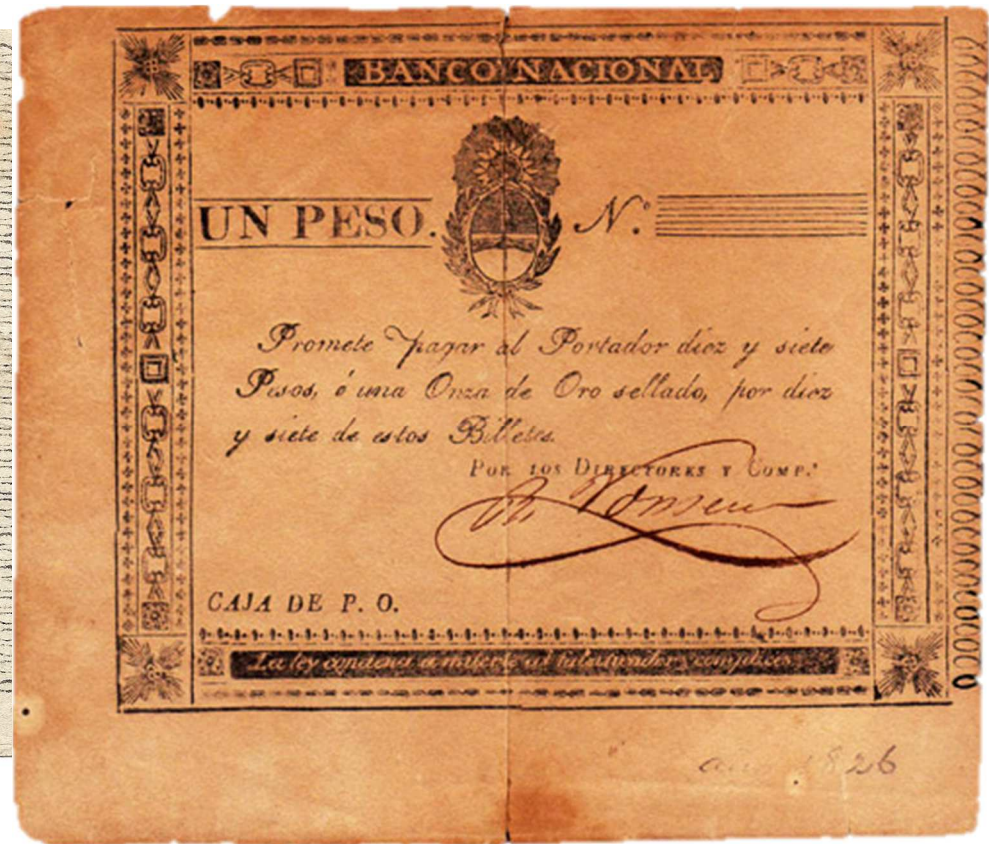 BANCO NACIONAL
UN PESO. N.º
Promete pagar al Portador diez y siete
Pesos, ó una Onza de Oro sellado, por diez
y siete de estos Billetes.
POR LOS DIRECTORES Y COMP.ª
CAJA DE P. O.
La ley condena a muerte al falsificador y complices
1826